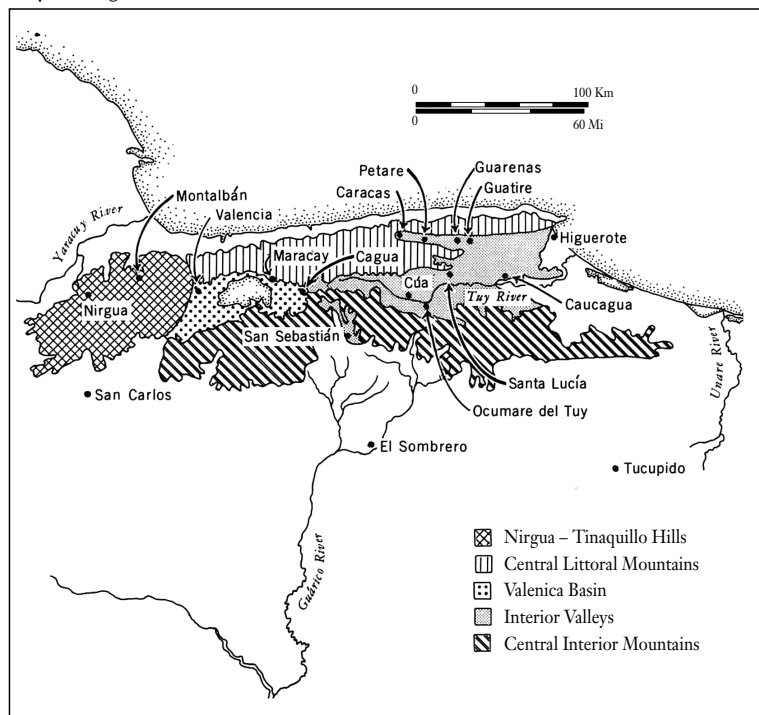 0 100 Km
0 60 Mi
Petare
Guarenas
Caracas
Guatire
Montalbán
Valencia
Yaracuy River
Higuerote
Maracay
Cagua
Cúa
Tuy River
Caucagua
Nirgua
San Sebastián
Santa Lucía
Unare River
San Carlos
Ocumare del Tuy
El Sombrero
Tucupido
Guárico River
Nirgua – Tinaquillo Hills
Central Littoral Mountains
Valenica Basin
Interior Valleys
Central Interior Mountains